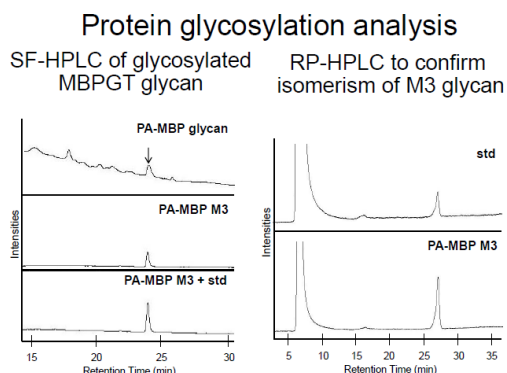 Protein glycosylation analysis
SF-HPLC of glycosylated
MBPGT glycan
RP-HPLC to confirm
isomerism of M3 glycan
PA-MBP glycan
PA-MBP M3
PA-MBP M3 + std
Intensities
15 20 25 30
Retention Time (min)
std
PA-MBP M3
Intensities
5 10 15 20 25 30 35
Retention Time (min)